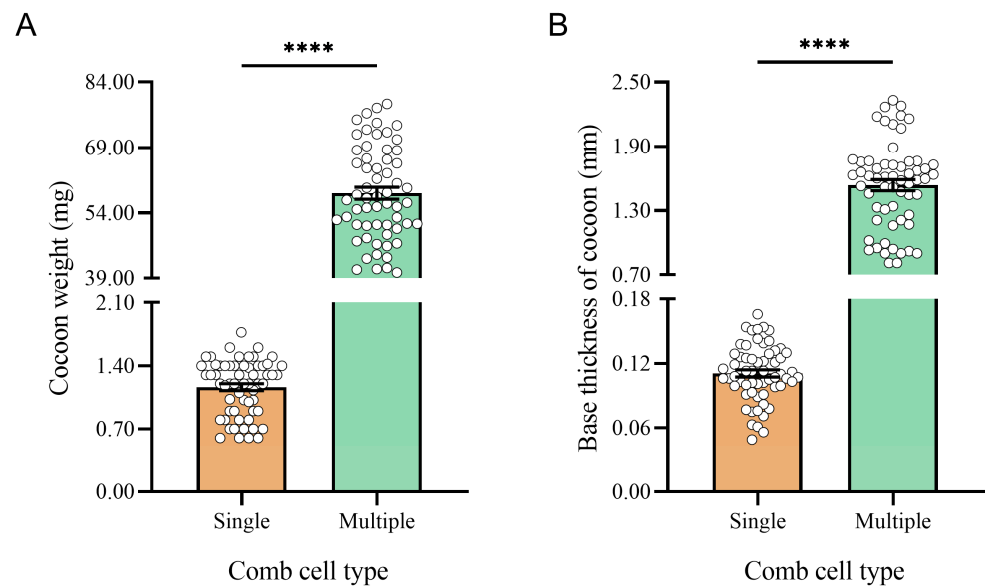 A
****
Cocoon weight (mg)
84.00
69.00
54.00
39.00
2.10
1.40
0.70
0.00
Single
Multiple
Comb cell type
B
****
Base thickness of cocoon (mm)
2.50
1.90
1.30
0.70
0.18
0.12
0.06
0.00
Single
Multiple
Comb cell type